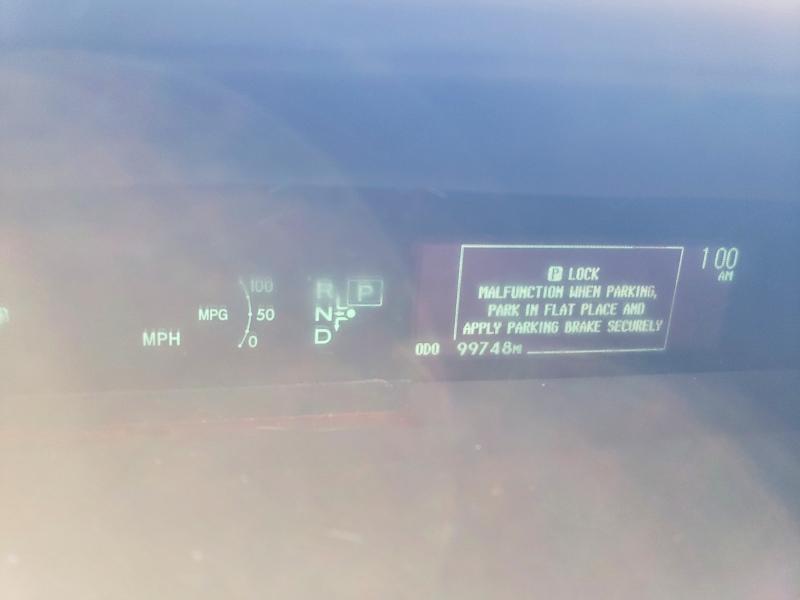 100
MPG 50
0
MPH
R P
N
D
P LOCK
MALFUNCTION WHEN PARKING,
PARK IN FLAT PLACE AND
APPLY PARKING BRAKE SECURELY
ODO 99748MI
1:00
AM